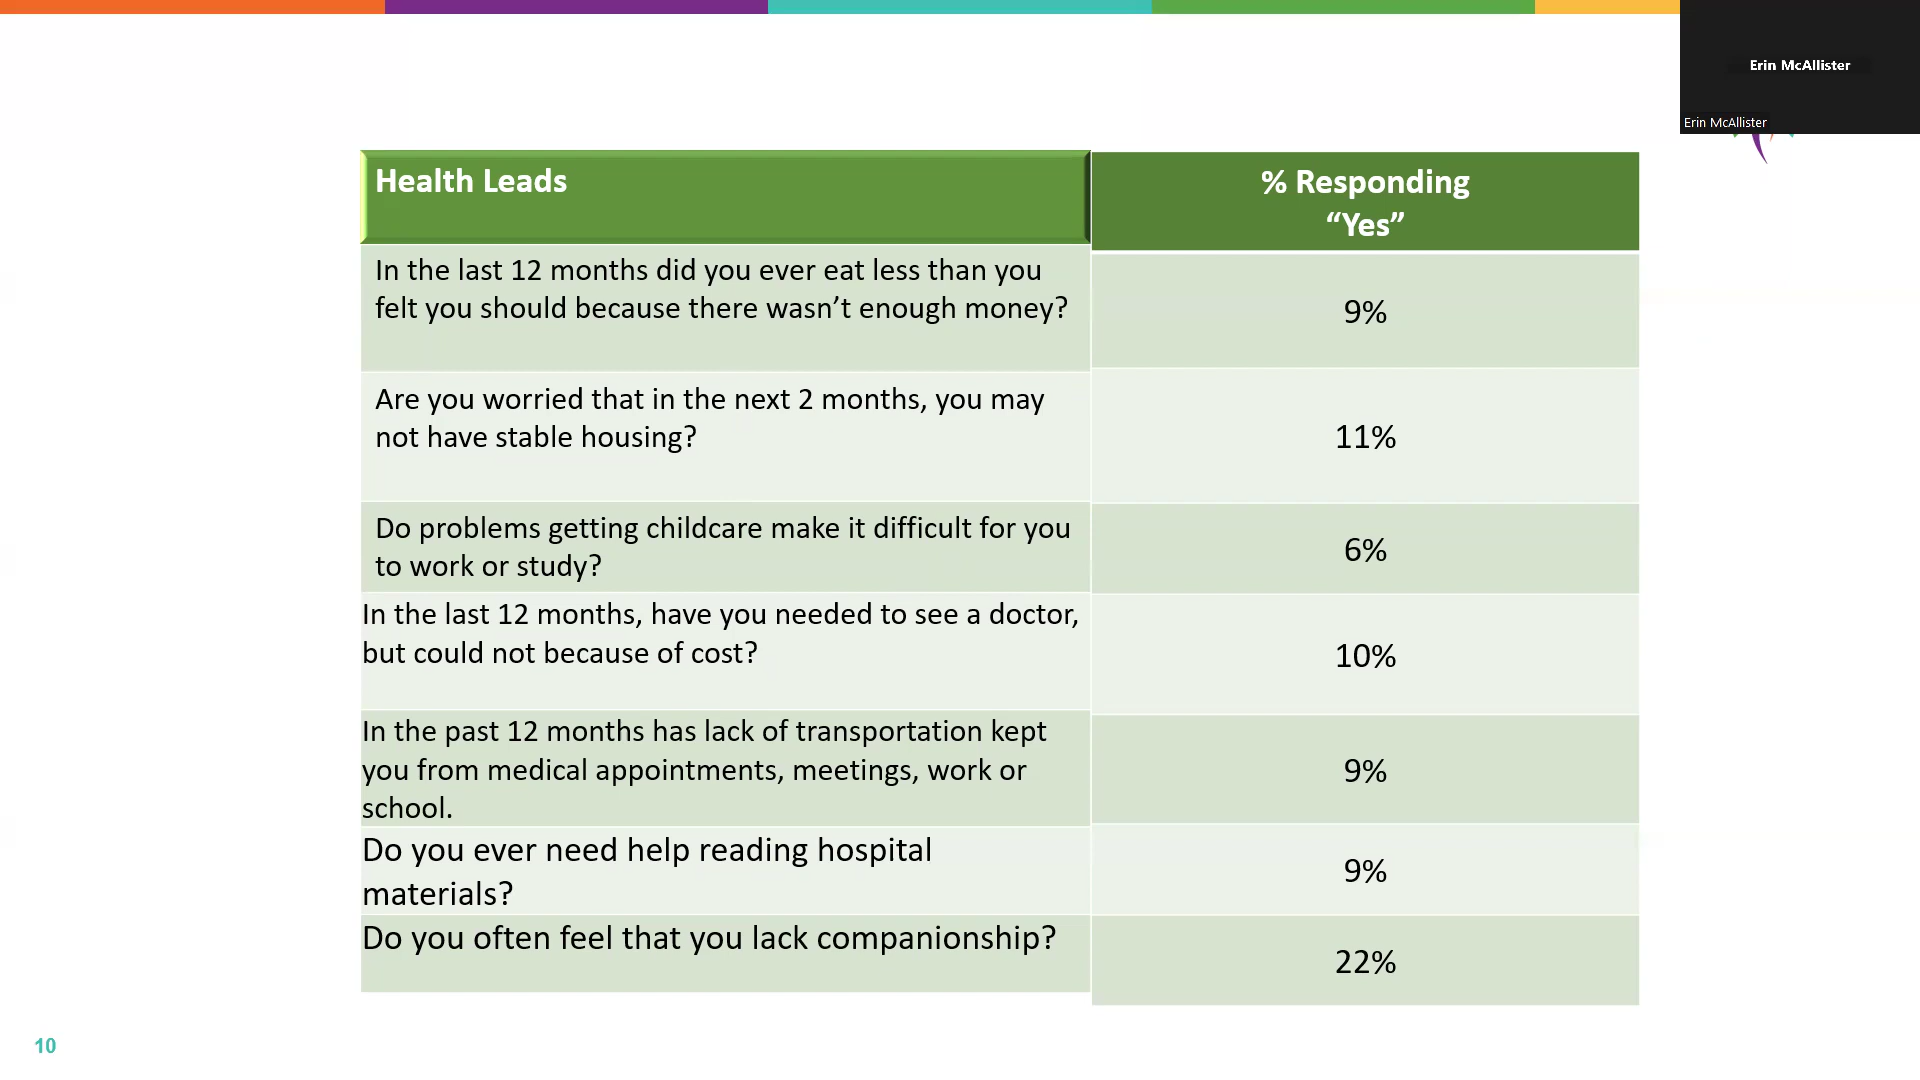 Erin McAllister
Erin McAllister
Health Leads
% Responding
“Yes”
In the last 12 months did you ever eat less than you
felt you should because there wasn’t enough money?
9%
Are you worried that in the next 2 months, you may
not have stable housing?
11%
Do problems getting childcare make it difficult for you
to work or study?
6%
In the last 12 months, have you needed to see a doctor,
but could not because of cost?
10%
In the past 12 months has lack of transportation kept
you from medical appointments, meetings, work or
school.
9%
Do you ever need help reading hospital
materials?
9%
Do you often feel that you lack companionship?
22%
10